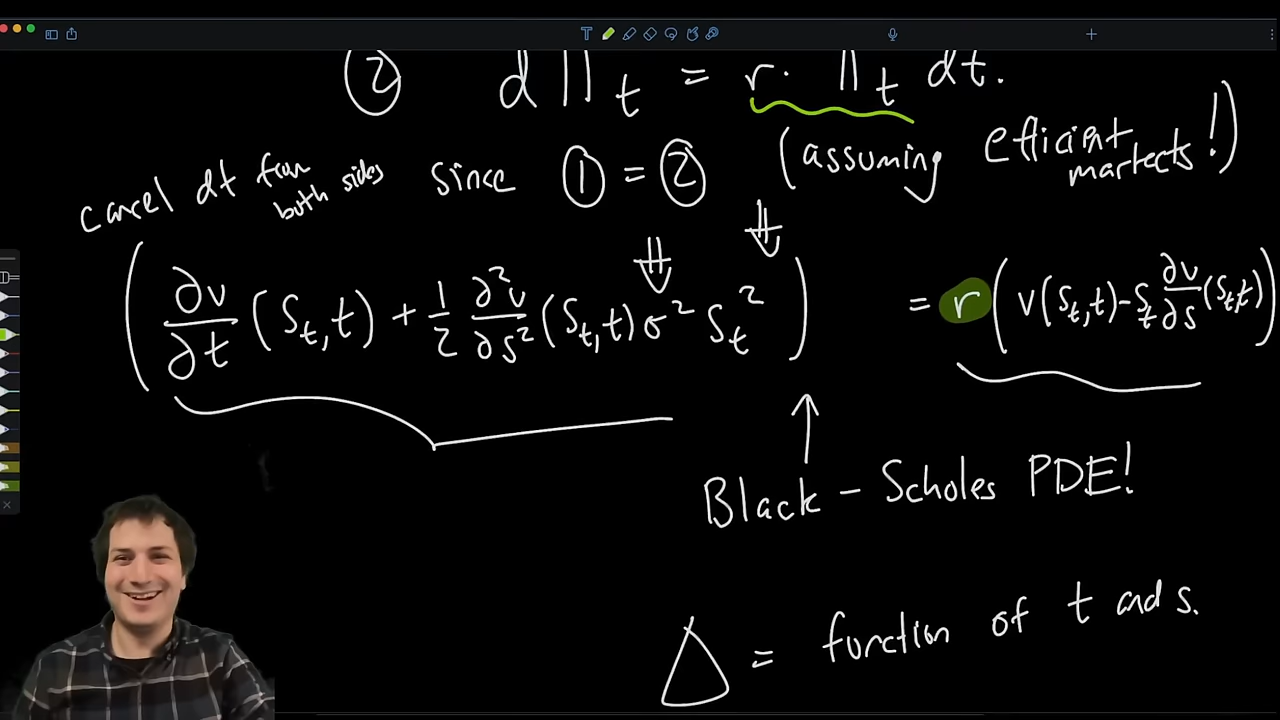 ② dΠ_t = r · Π_t dt.
(assuming efficient martects!)
cancel dt from both sides since ① = ②
(∂v/∂t (S_t, t) + 1/2 ∂²v/∂s² (S_t, t) σ² S_t²) = r (v(S_t, t) - S_t ∂v/∂s (S_t, t))
Black - Scholes PDE!
Δ = function of t and s.